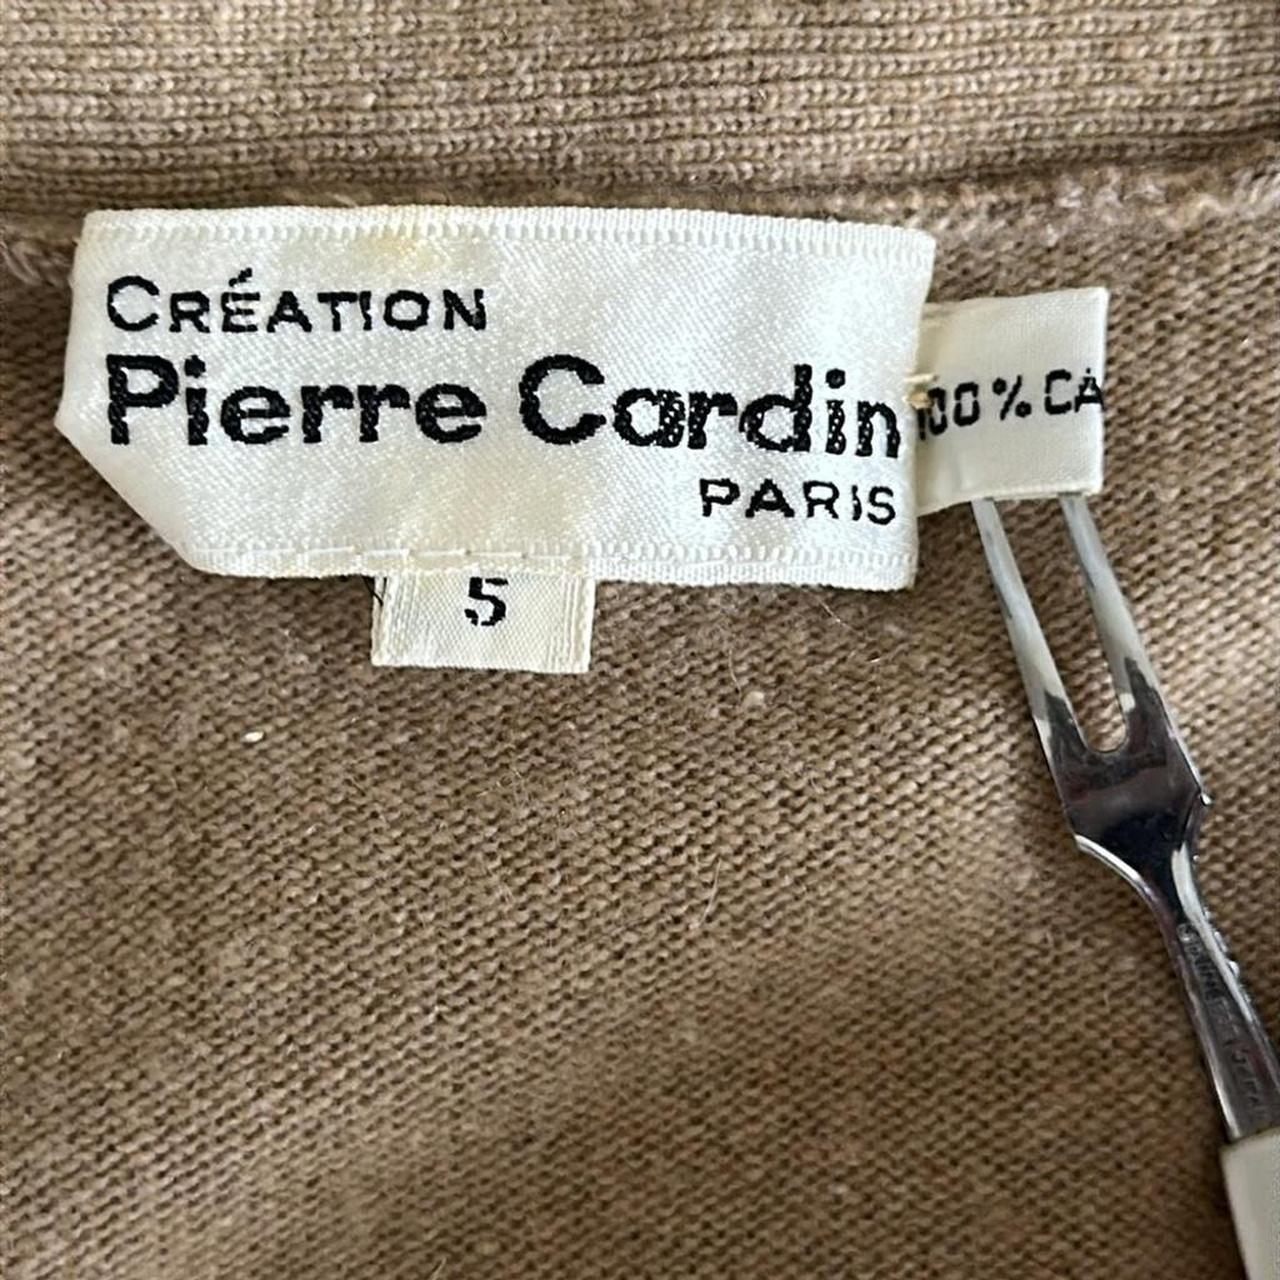 CRÉATION
Pierre Cardin
PARIS
100% CA
5